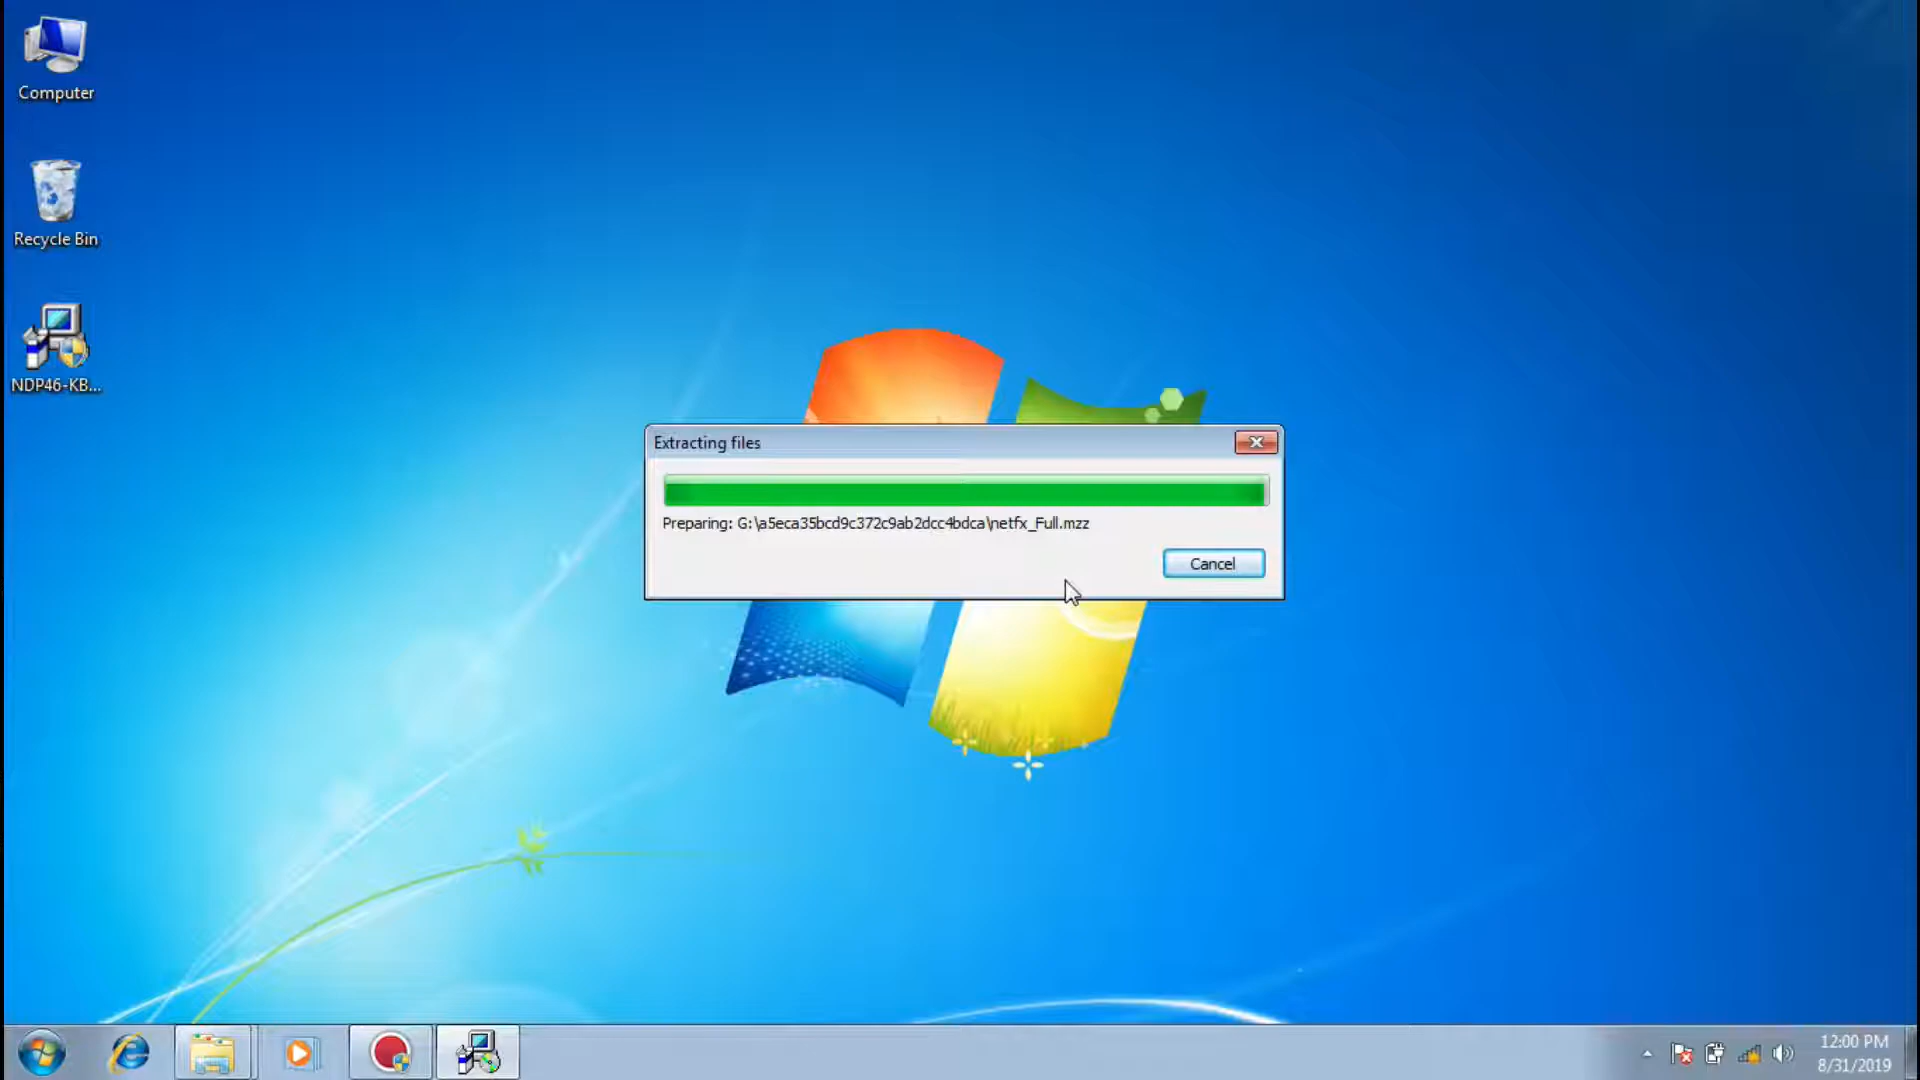 Computer
Recycle Bin
NDP46-KB...
Extracting files
Preparing: G:\a5eca35bcd9c372c9ab2dcc4bdca\netfx_Full.mzz
Cancel
12:00 PM
8/31/2019